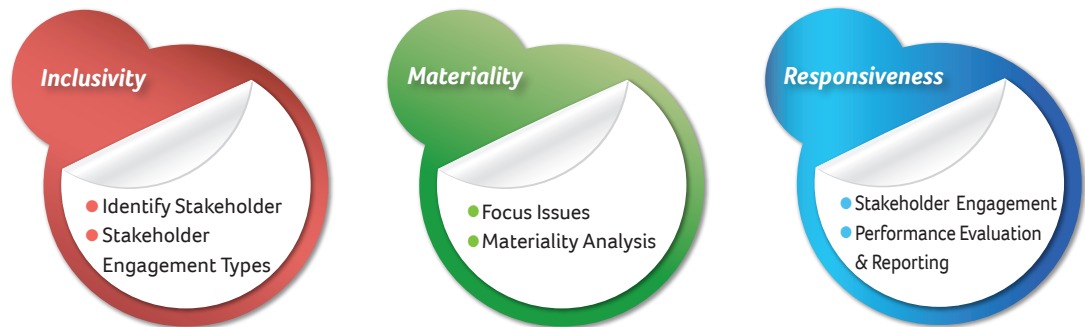 Inclusivity
● Identify Stakeholder
● Stakeholder
Engagement Types
Materiality
● Focus Issues
● Materiality Analysis
Responsiveness
● Stakeholder Engagement
● Performance Evaluation
& Reporting